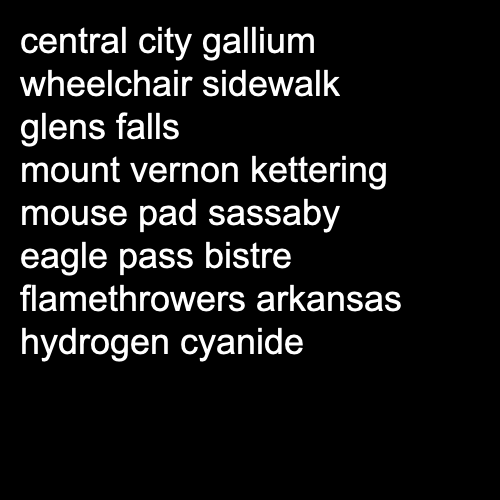 central city gallium
wheelchair sidewalk
glens falls
mount vernon kettering
mouse pad sassaby
eagle pass bistre
flamethrowers arkansas
hydrogen cyanide